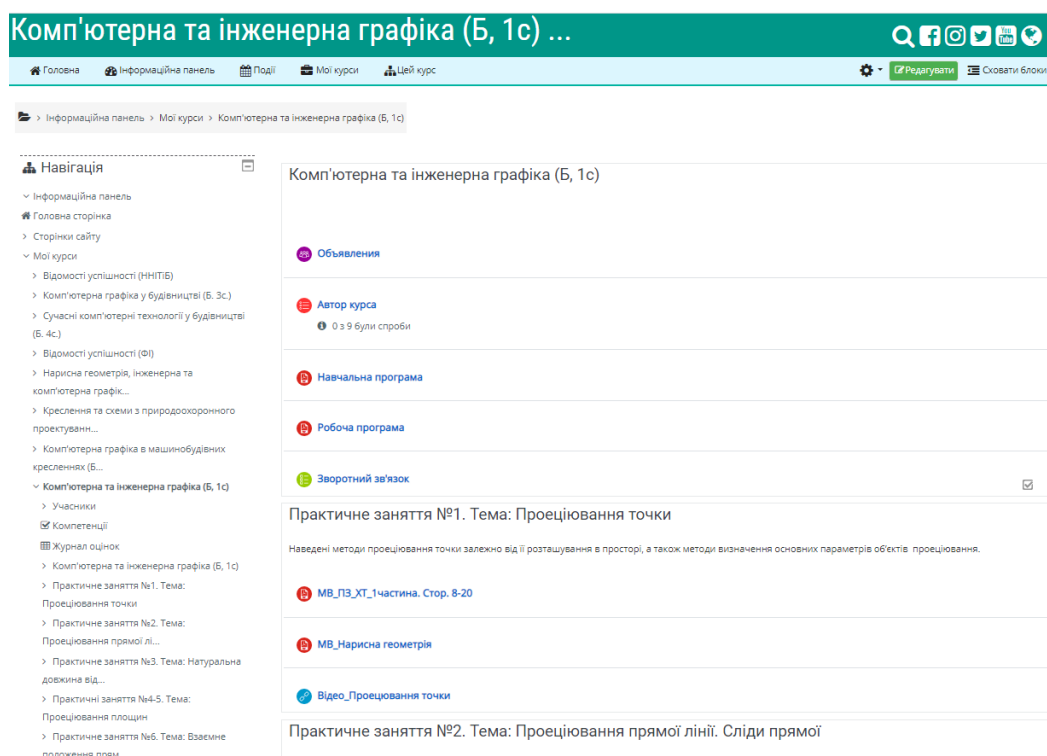 Комп'ютерна та інженерна графіка (Б, 1с) ...
Головна Інформаційна панель Події Мої курси Цей курс Редагувати Сховати блоки
> Інформаційна панель > Мої курси > Комп'ютерна та інженерна графіка (Б, 1с)
Навігація
Інформаційна панель
Головна сторінка
Сторінки сайту
Мої курси
Відомості успішності (ННІТіБ)
Комп'ютерна графіка у будівництві (Б. 3с.)
Сучасні комп'ютерні технології у будівництві
(Б. 4с.)
Відомості успішності (ФІ)
Нарисна геометрія, інженерна та
комп'ютерна графік...
Креслення та схеми з природоохоронного
проектуванн...
Комп'ютерна графіка в машинобудівних
кресленнях (Б...
Комп'ютерна та інженерна графіка (Б, 1с)
Учасники
Компетенції
Журнал оцінок
Комп'ютерна та інженерна графіка (Б, 1с)
Практичне заняття №1. Тема:
Проеціювання точки
Практичне заняття №2. Тема:
Проеціювання прямої лі...
Практичне заняття №3. Тема: Натуральна
довжина від...
Практичні заняття №4-5. Тема:
Проеціювання площин
Практичне заняття №6. Тема: Взаємне
положення прям...
Комп'ютерна та інженерна графіка (Б, 1с)
Объявления
Автор курса
0 з 9 були спроби
Навчальна програма
Робоча програма
Зворотний зв'язок
Практичне заняття №1. Тема: Проеціювання точки
Наведені методи проеціювання точки залежно від її розташування в просторі, а також методи визначення основних параметрів об'єктів проеціювання.
МВ_ПЗ_ХТ_1частина. Стор. 8-20
МВ_Нарисна геометрія
Відео_Проецювання точки
Практичне заняття №2. Тема: Проеціювання прямої лінії. Сліди прямої